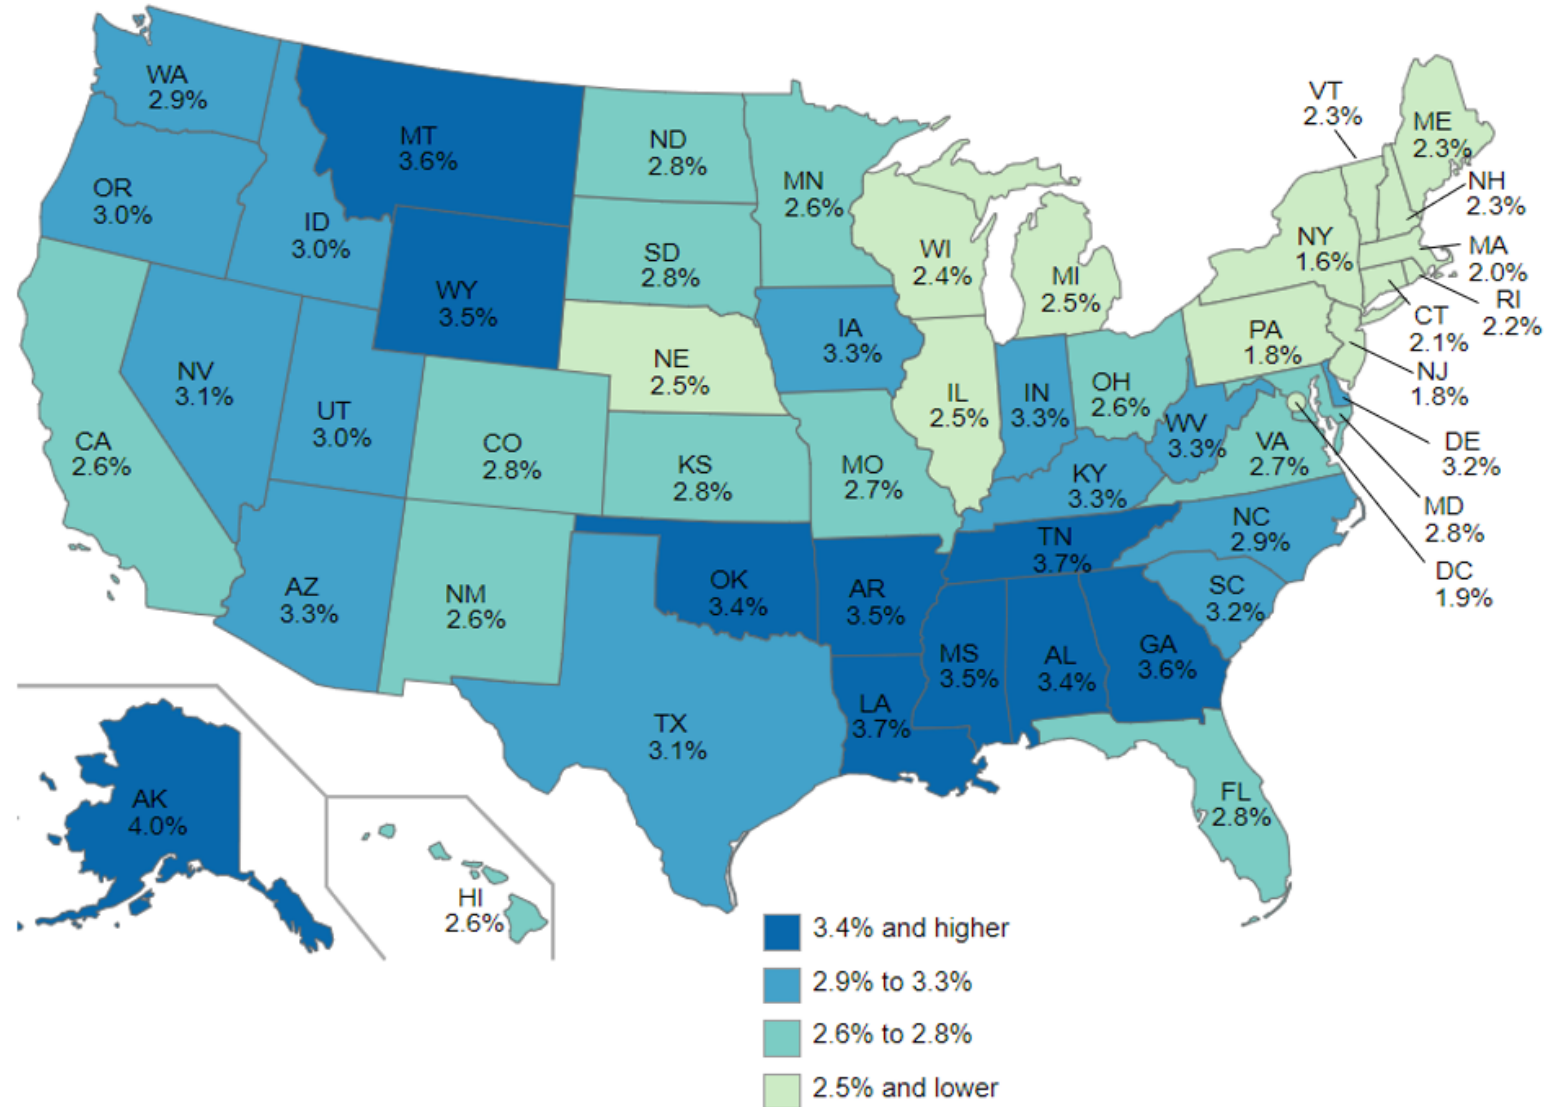 WA
2.9%
MT
3.6%
ND
2.8%
MN
2.6%
VT
2.3%
ME
2.3%
NH
2.3%
OR
3.0%
ID
3.0%
SD
2.8%
WI
2.4%
MI
2.5%
NY
1.6%
MA
2.0%
RI
2.2%
WY
3.5%
CT
2.1%
IA
3.3%
PA
1.8%
NJ
1.8%
NE
2.5%
NV
3.1%
UT
3.0%
IL
2.5%
IN
3.3%
OH
2.6%
WV
3.3%
VA
2.7%
DE
3.2%
CA
2.6%
CO
2.8%
KS
2.8%
MO
2.7%
KY
3.3%
MD
2.8%
NC
2.9%
TN
3.7%
DC
1.9%
AZ
3.3%
NM
2.6%
OK
3.4%
AR
3.5%
SC
3.2%
MS
3.5%
AL
3.4%
GA
3.6%
LA
3.7%
TX
3.1%
AK
4.0%
FL
2.8%
HI
2.6%
3.4% and higher
2.9% to 3.3%
2.6% to 2.8%
2.5% and lower